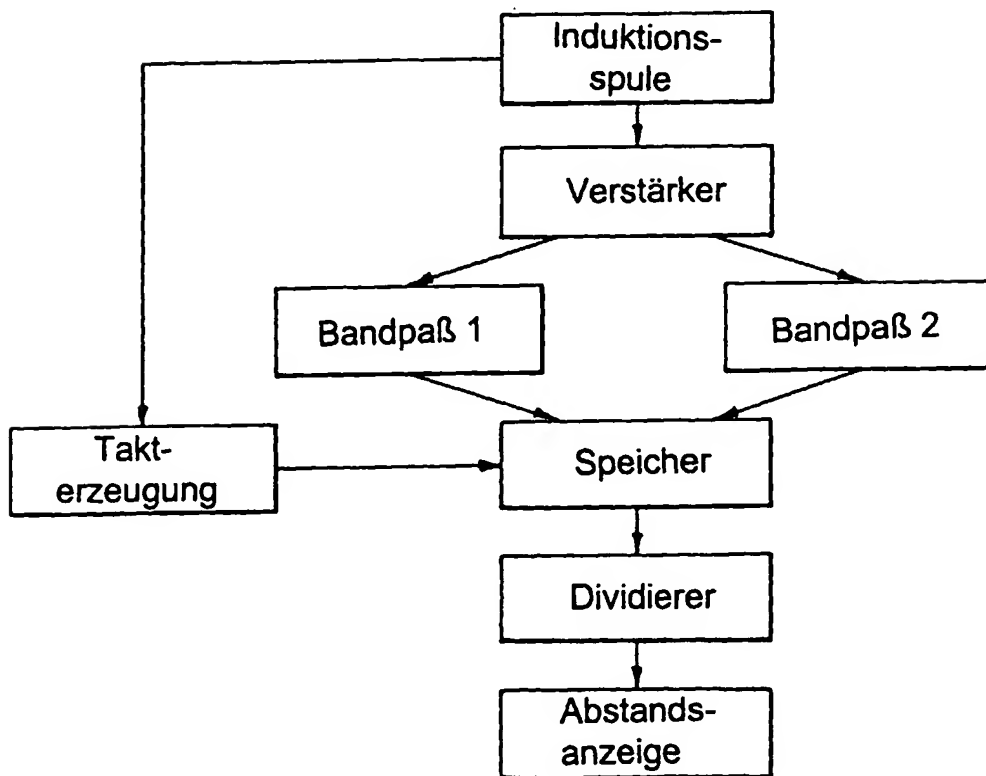 Induktions-
spule
Verstärker
Bandpaß 1
Bandpaß 2
Takt-
erzeugung
Speicher
Dividierer
Abstands-
anzeige